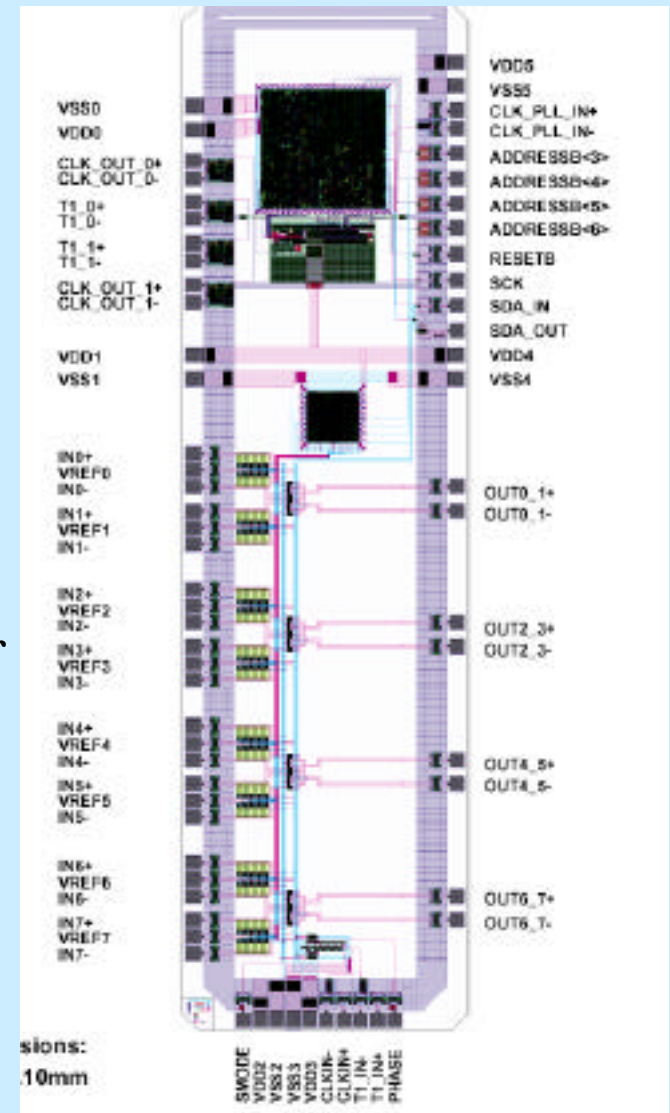 VSS0
VDD0
CLK_OUT_0+
CLK_OUT_0-
T1_0+
T1_0-
T1_1+
T1_1-
CLK_OUT_1+
CLK_OUT_1-
VDD1
VSS1
IN0+
VREF0
IN0-
IN1+
VREF1
IN1-
IN2+
VREF2
IN2-
IN3+
VREF3
IN3-
IN4+
VREF4
IN4-
IN5+
VREF5
IN5-
IN6+
VREF6
IN6-
IN7+
VREF7
IN7-
VDD5
VSS5
CLK_PLL_IN+
CLK_PLL_IN-
ADDRESSB<3>
ADDRESSB<4>
ADDRESSB<5>
ADDRESSB<6>
RESETB
SCK
SDA_IN
SDA_OUT
VDD4
VSS4
OUT0_1+
OUT0_1-
OUT2_3+
OUT2_3-
OUT4_5+
OUT4_5-
OUT6_7+
OUT6_7-
SMODE
VDD2
VSS2
VSS3
VDD3
CLKIN-
CLKIN+
T1_IN-
T1_IN+
PHASE
sions:
.10mm